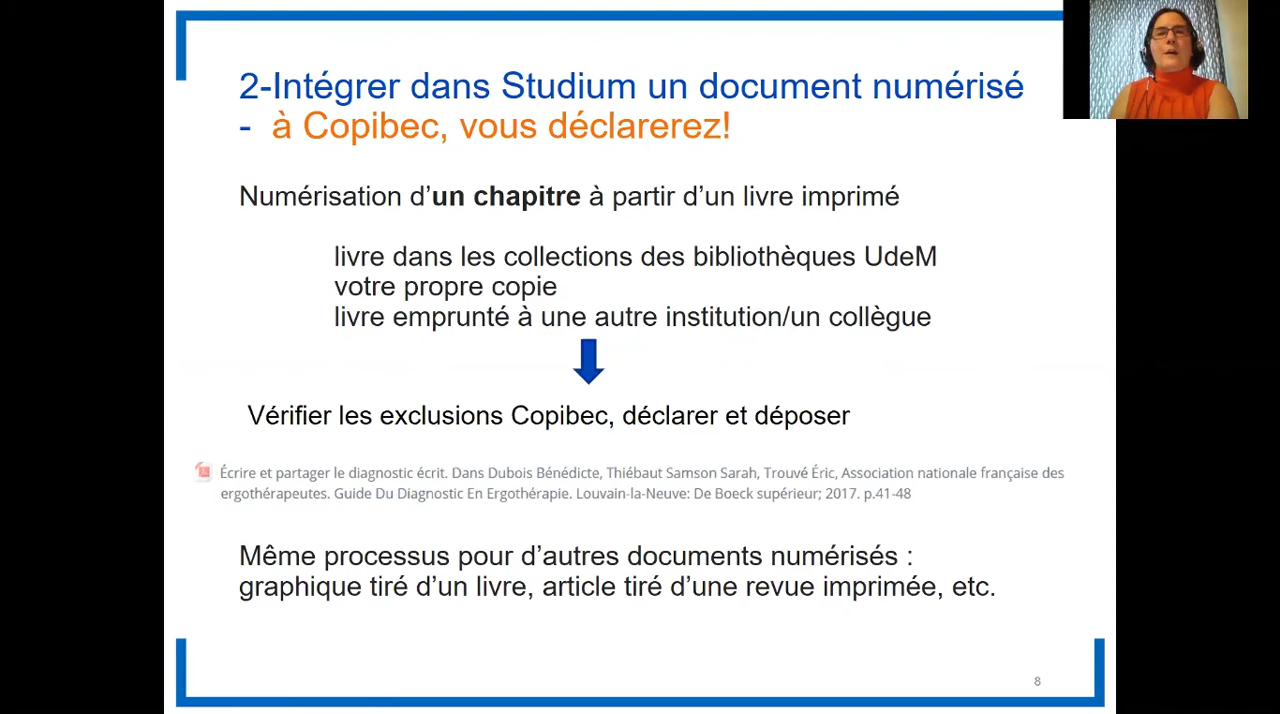 2-Intégrer dans Studium un document numérisé
- à Copibec, vous déclarerez!
Numérisation d’un chapitre à partir d’un livre imprimé
livre dans les collections des bibliothèques UdeM
votre propre copie
livre emprunté à une autre institution/un collègue
Vérifier les exclusions Copibec, déclarer et déposer
Écrire et partager le diagnostic écrit. Dans Dubois Bénédicte, Thiébaut Samson Sarah, Trouvé Éric, Association nationale française des
ergothérapeutes. Guide Du Diagnostic En Ergothérapie. Louvain-la-Neuve: De Boeck supérieur; 2017. p.41-48
Même processus pour d’autres documents numérisés :
graphique tiré d’un livre, article tiré d’une revue imprimée, etc.
8